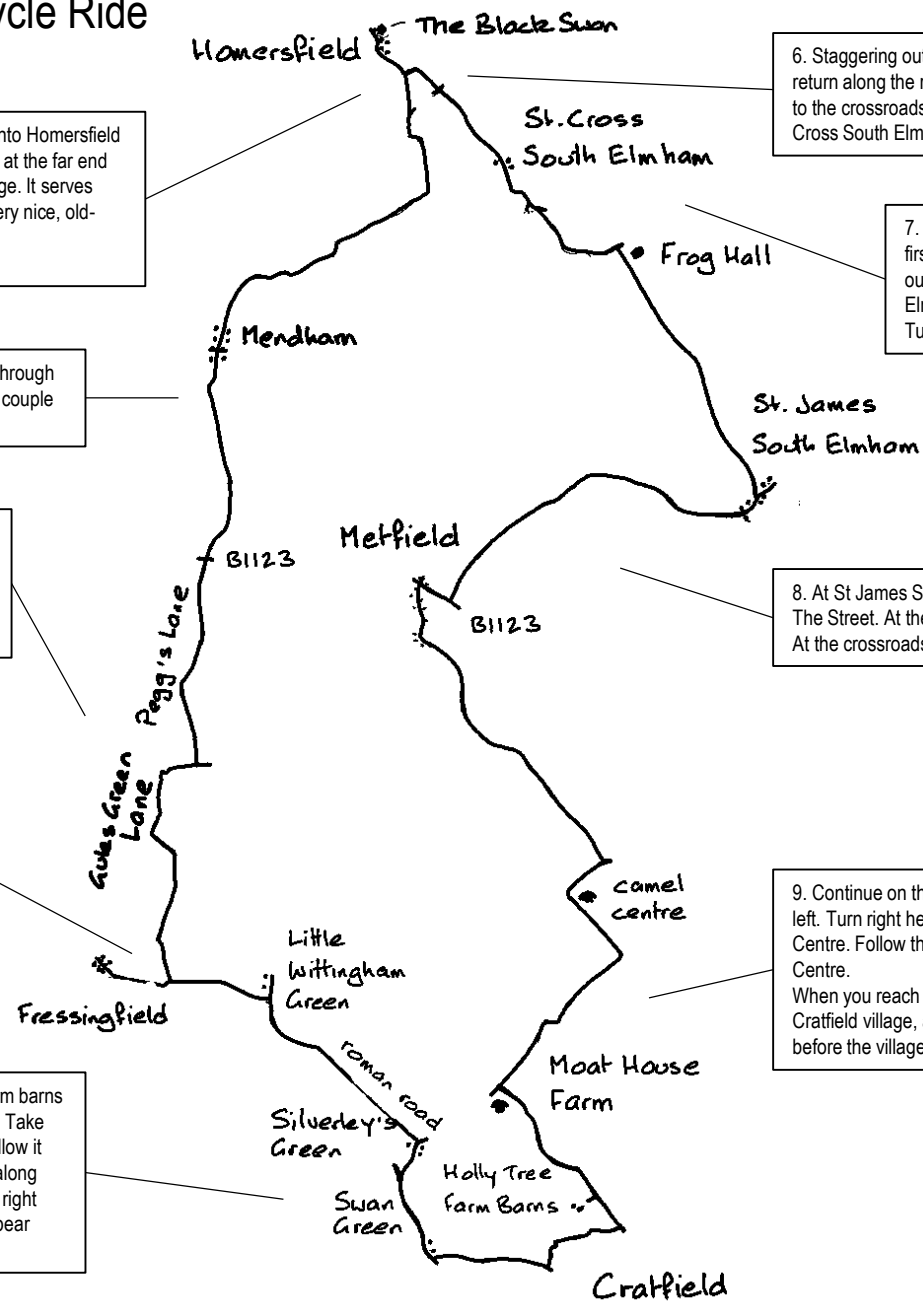 ycle Ride
The Black Swan
Homersfield
6. Staggering out
return along the r
to the crossroads
Cross South Elm
nto Homersfield
at the far end
ge. It serves
ery nice, old-
St. Cross
South Elmham
7.
firs
ou
Elr
Tu
Frog Hall
Mendham
hrough
couple
St. James
South Elmham
Metfield
B1123
B1123
Pegg's Lane
8. At St James S
The Street. At the
At the crossroads
Gules Green
Lane
camel
centre
9. Continue on th
left. Turn right he
Centre. Follow th
Centre.
When you reach
Cratfield village,
before the village
Little
Wittingham
Green
Fressingfield
roman road
Moat House
Farm
m barns
Take
llow it
along
right
bear
Silverley's
Green
Holly Tree
Farm Barns
Swan
Green
Cratfield